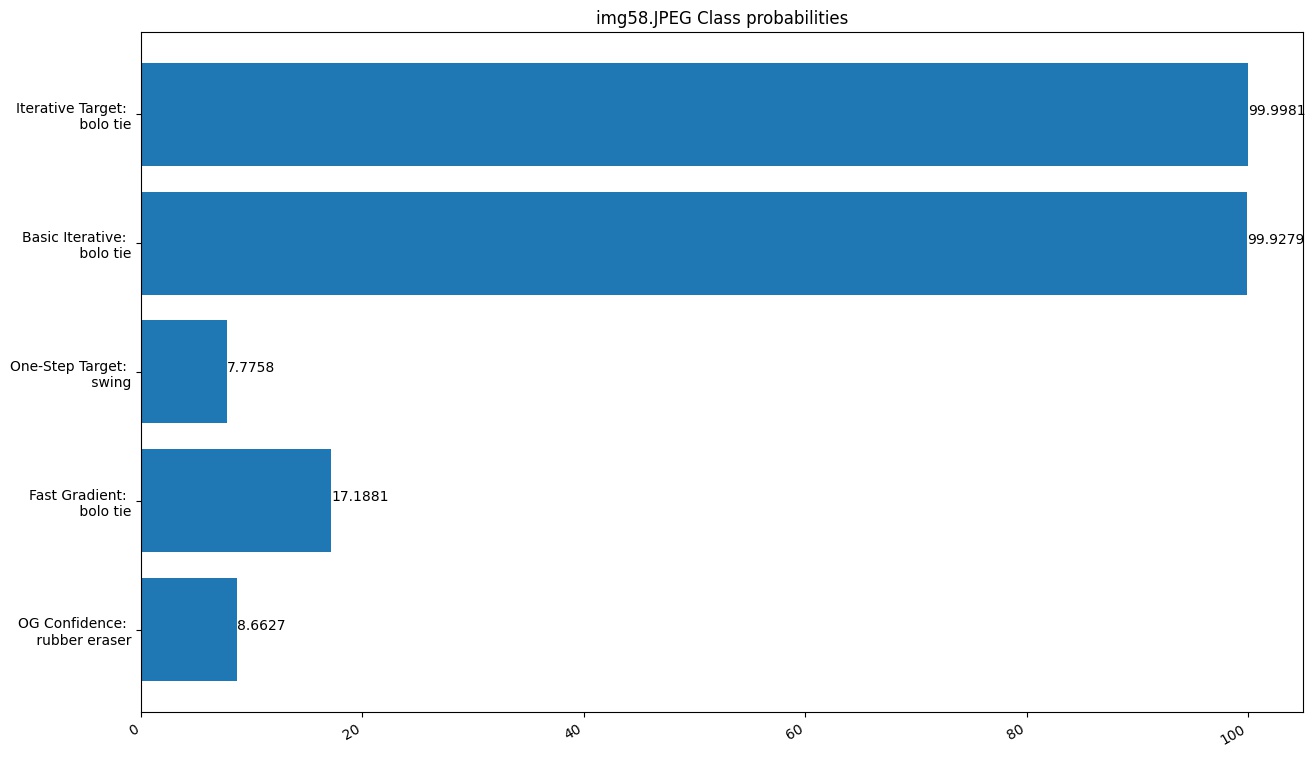 img58.JPEG Class probabilities
Iterative Target:
bolo tie
99.9981
Basic Iterative:
bolo tie
99.9279
One-Step Target:
swing
7.7758
Fast Gradient:
bolo tie
17.1881
OG Confidence:
rubber eraser
8.6627
0
20
40
60
80
100